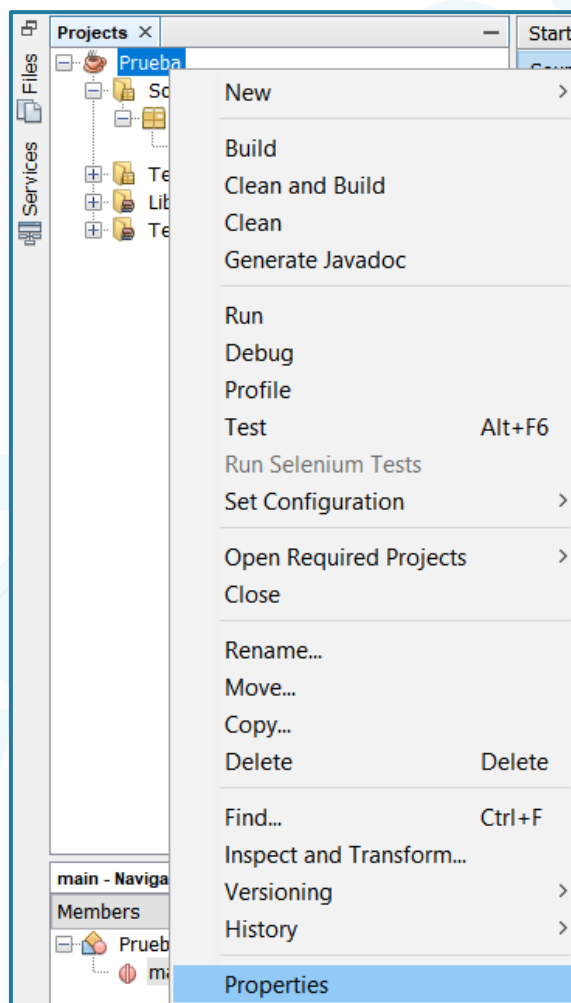 Projects
Start
Files
Services
Prueba
New
Build
Clean and Build
Clean
Generate Javadoc
Run
Debug
Profile
Test Alt+F6
Run Selenium Tests
Set Configuration
Open Required Projects
Close
Rename...
Move...
Copy...
Delete Delete
Find... Ctrl+F
Inspect and Transform...
Versioning
History
Properties
main - Naviga
Members
Prueb